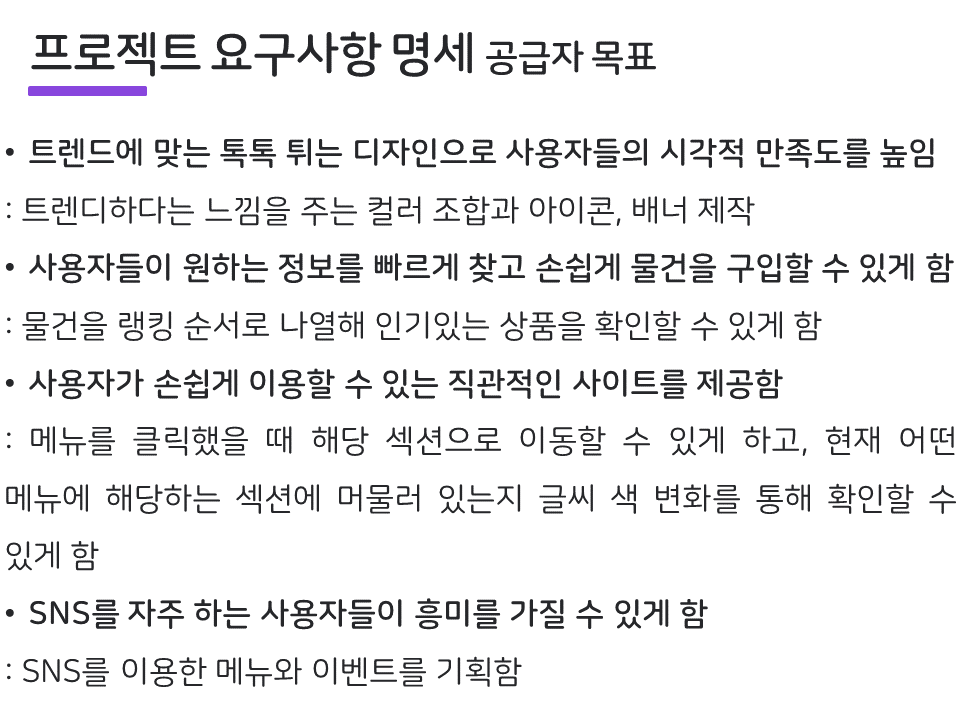 프로젝트 요구사항 명세 공급자 목표
• 트렌드에 맞는 톡톡 튀는 디자인으로 사용자들의 시각적 만족도를 높임
: 트렌디하다는 느낌을 주는 컬러 조합과 아이콘, 배너 제작
• 사용자들이 원하는 정보를 빠르게 찾고 손쉽게 물건을 구입할 수 있게 함
: 물건을 랭킹 순서로 나열해 인기있는 상품을 확인할 수 있게 함
• 사용자가 손쉽게 이용할 수 있는 직관적인 사이트를 제공함
: 메뉴를 클릭했을 때 해당 섹션으로 이동할 수 있게 하고, 현재 어떤
메뉴에 해당하는 섹션에 머물러 있는지 글씨 색 변화를 통해 확인할 수
있게 함
• SNS를 자주 하는 사용자들이 흥미를 가질 수 있게 함
: SNS를 이용한 메뉴와 이벤트를 기획함